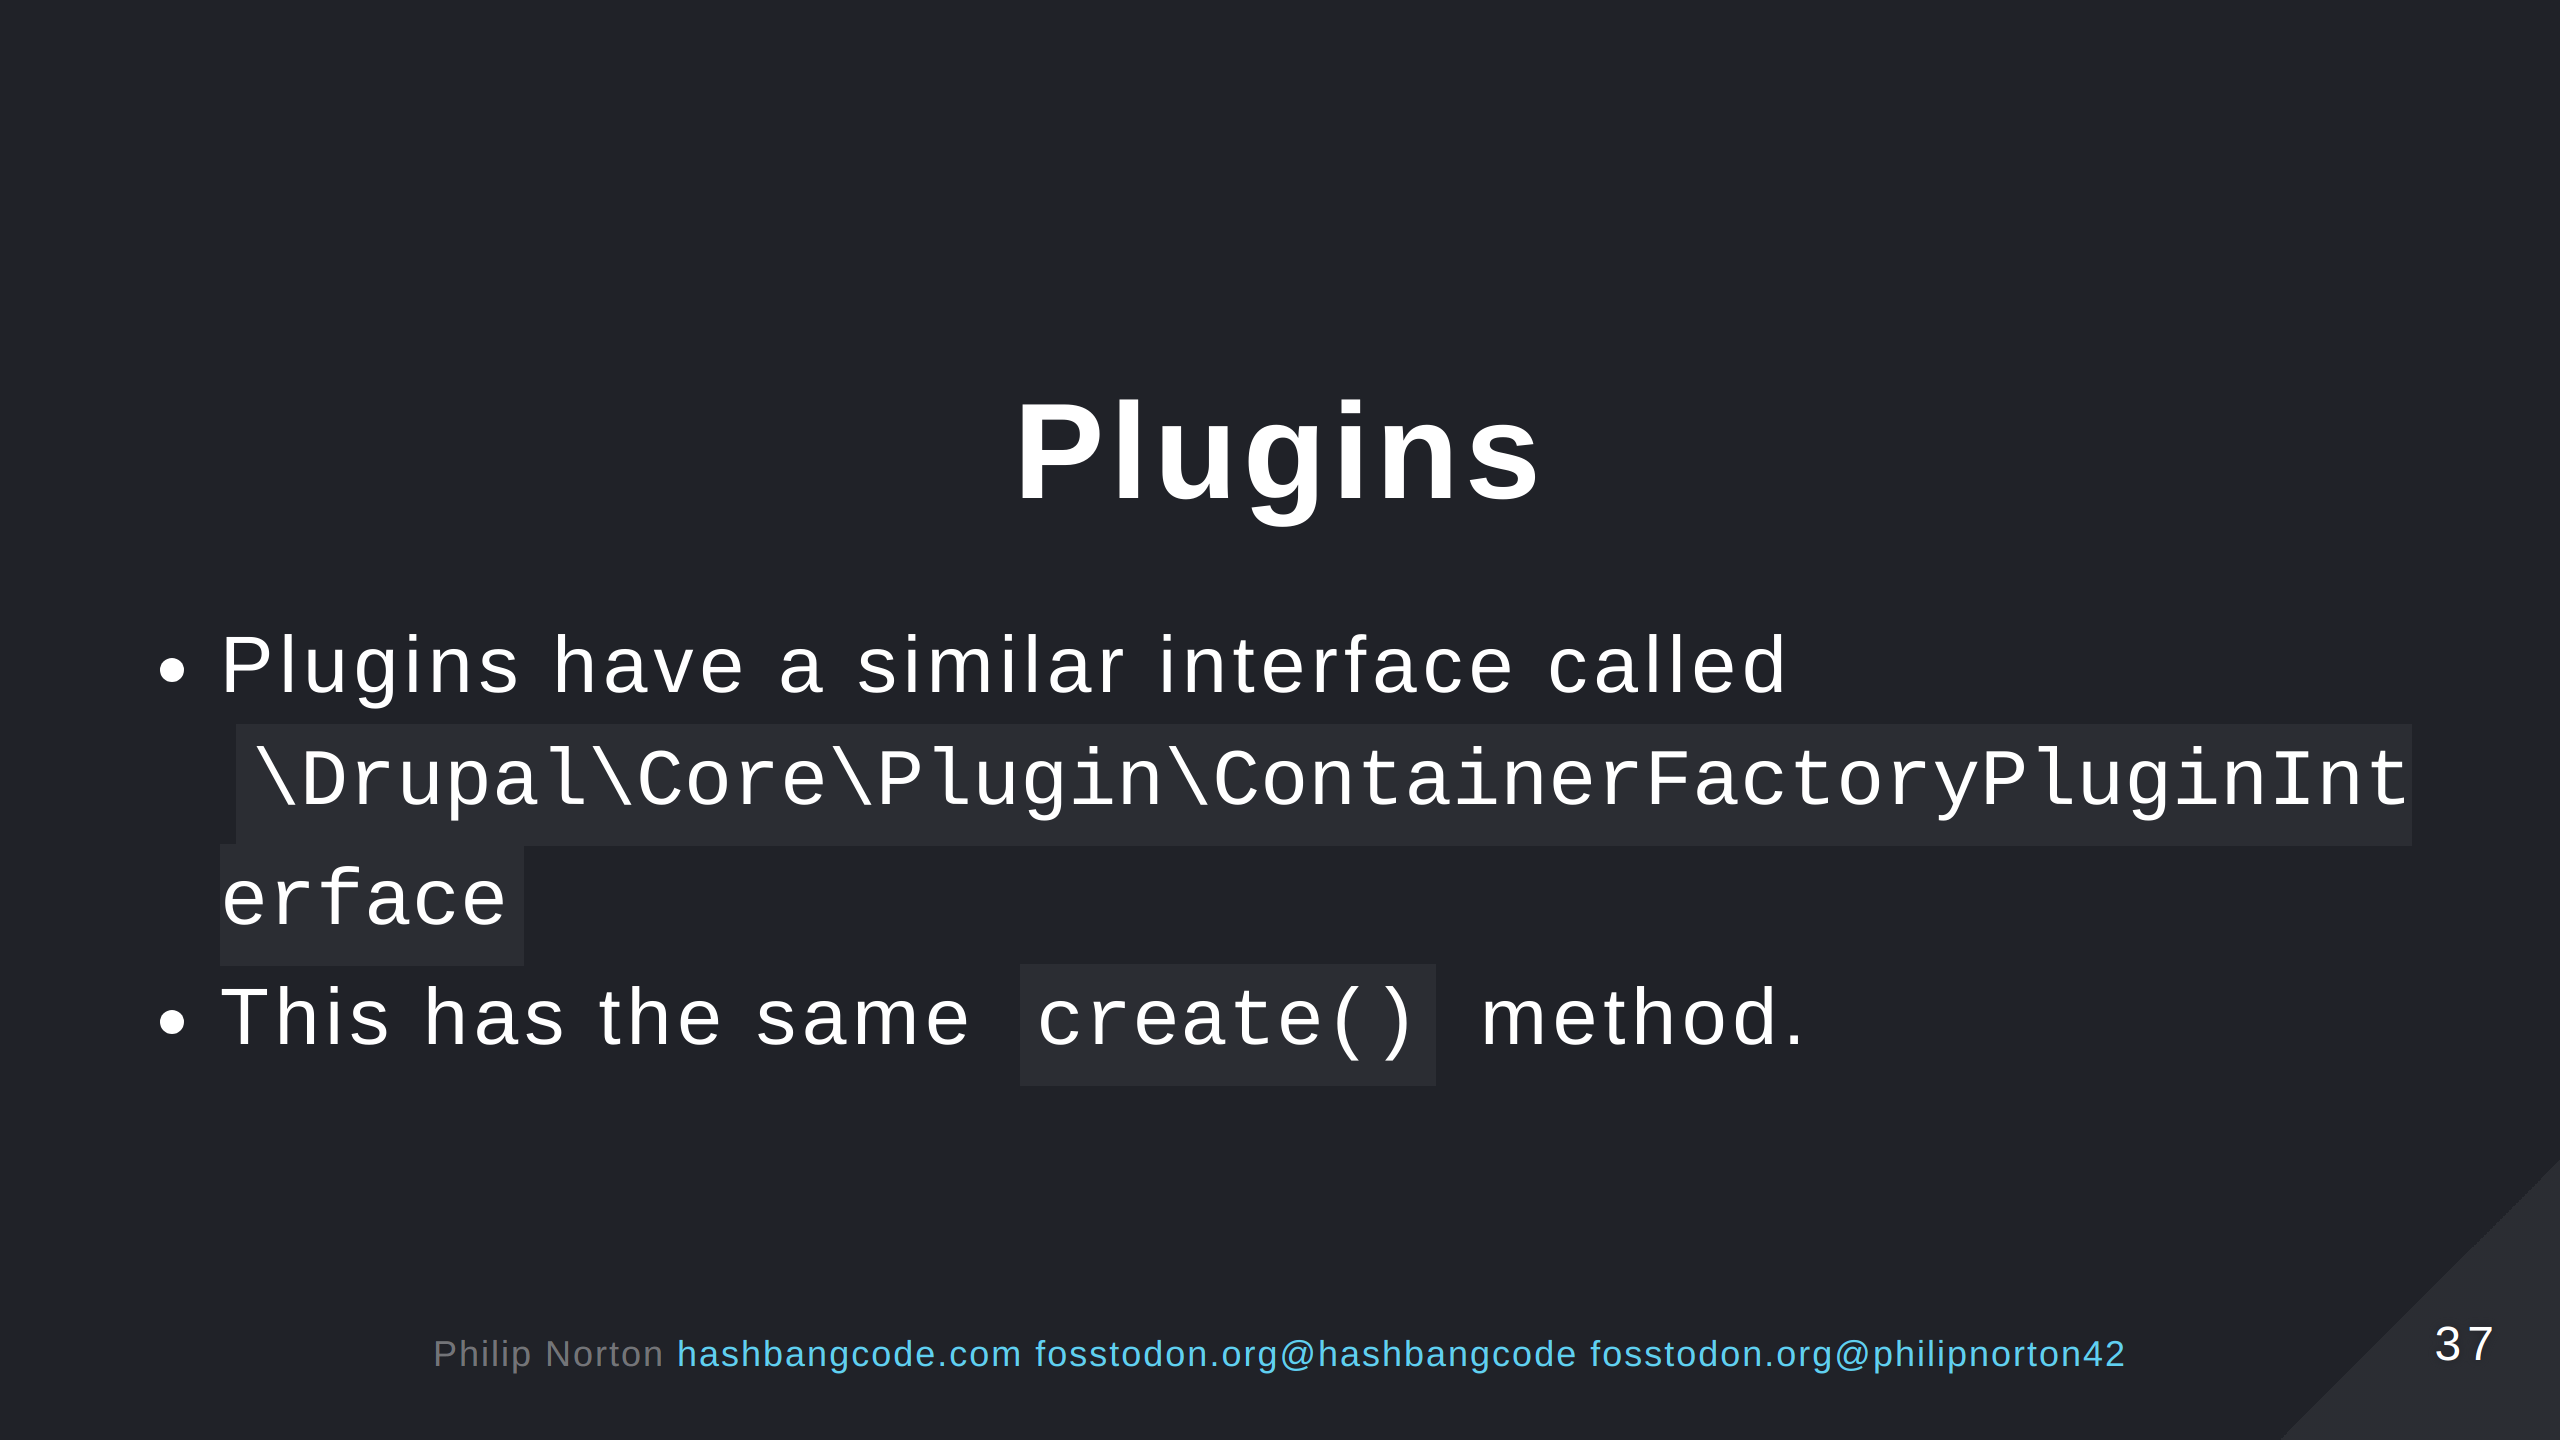 Plugins
Plugins have a similar interface called
\Drupal\Core\Plugin\ContainerFactoryPluginInt
erface
This has the same create() method.
Philip Norton hashbangcode.com fosstodon.org@hashbangcode fosstodon.org@philipnorton42
37